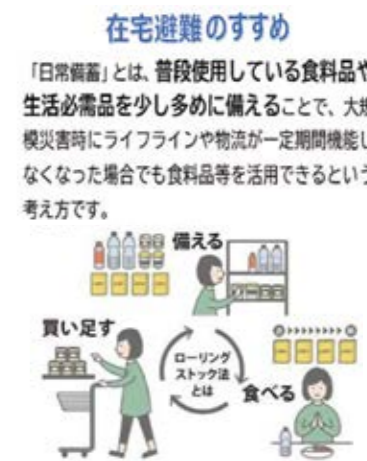 在宅避難のすすめ
「日常備蓄」とは、普段使用している食料品や
生活必需品を少し多めに備えることで、大規
模災害時にライフラインや物流が一定期間機能し
なくなった場合でも食料品等を活用できるという
考え方です。
備える
買い足す
ローリング
ストック法
とは
食べる